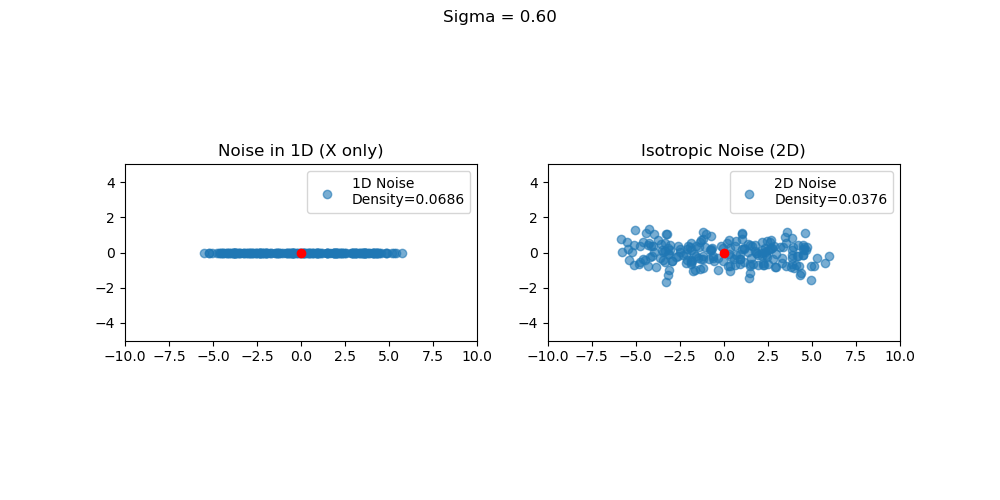 Sigma = 0.60
Noise in 1D (X only)
1D Noise
Density=0.0686
4
2
0
−2
−4
−10.0 −7.5 −5.0 −2.5 0.0 2.5 5.0 7.5 10.0
Isotropic Noise (2D)
2D Noise
Density=0.0376
4
2
0
−2
−4
−10.0 −7.5 −5.0 −2.5 0.0 2.5 5.0 7.5 10.0